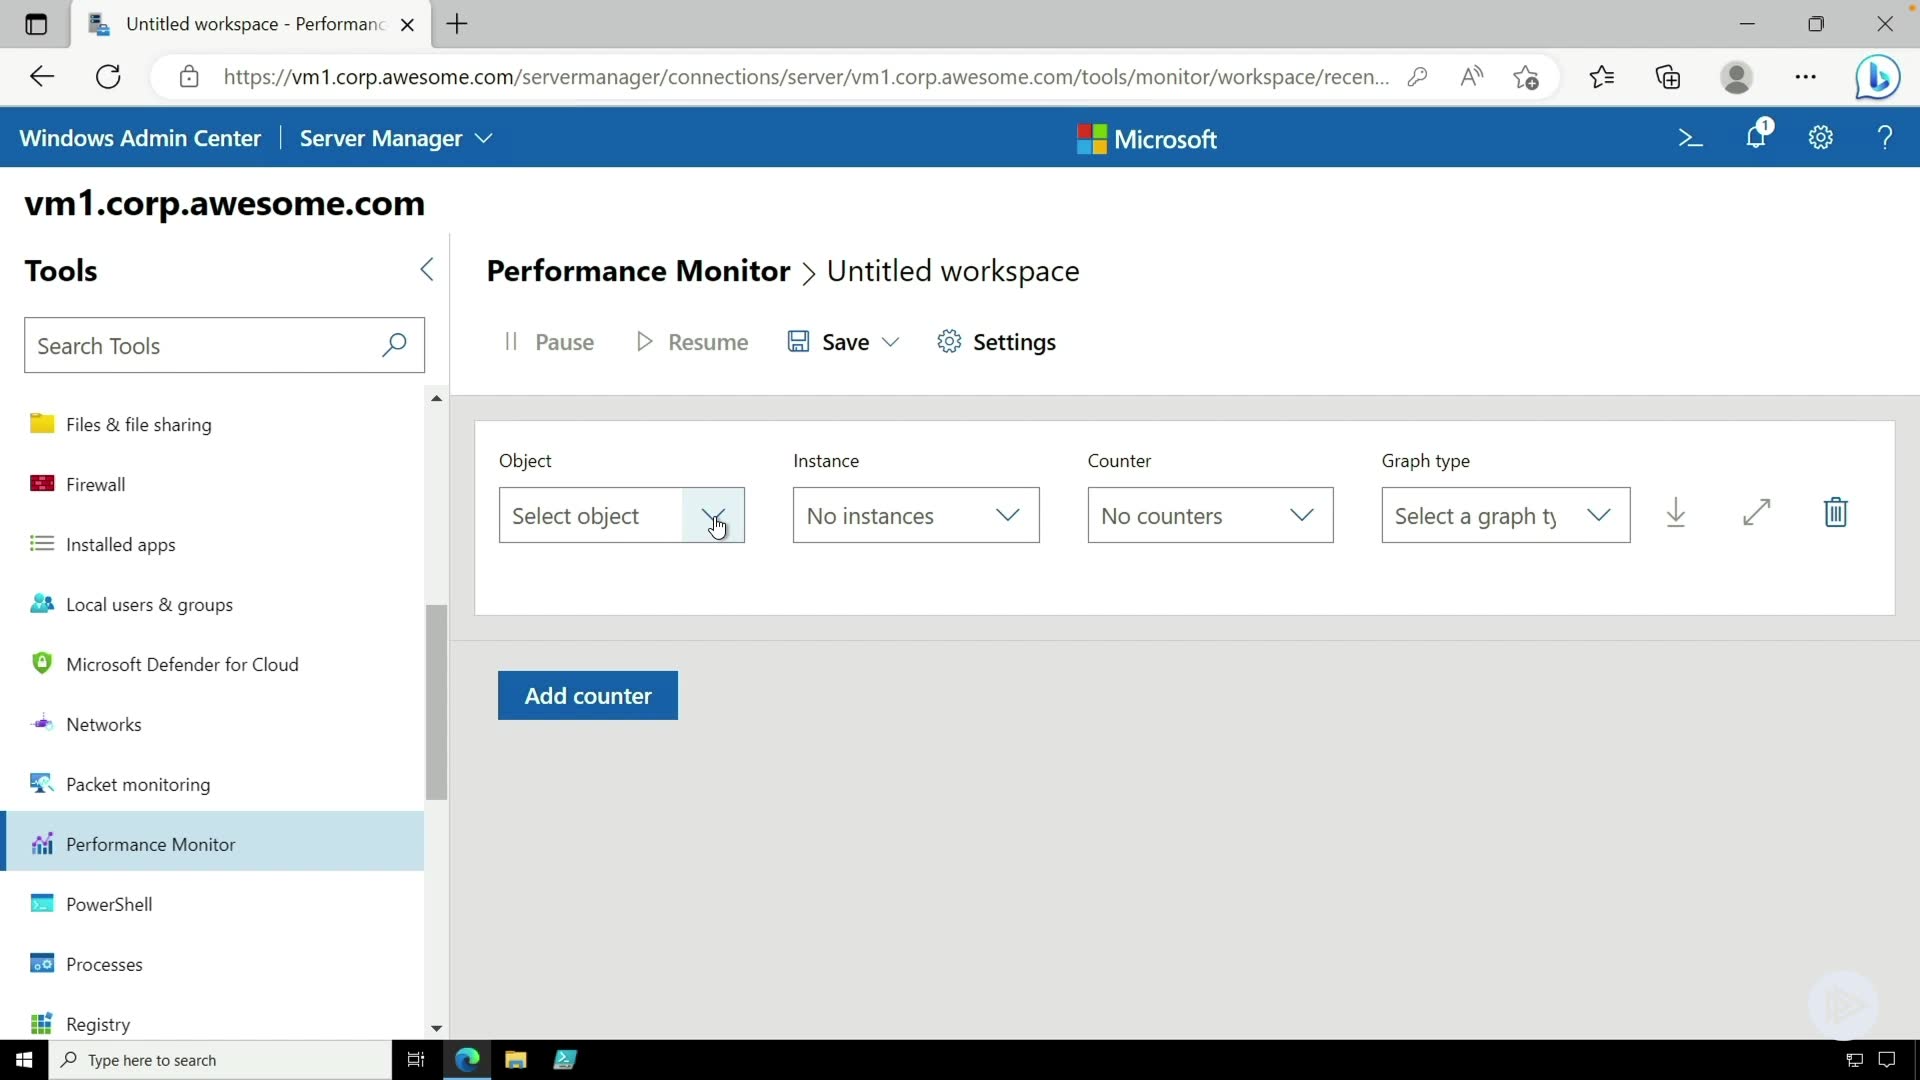 Untitled workspace - Performanc
https://vm1.corp.awesome.com/servermanager/connections/server/vm1.corp.awesome.com/tools/monitor/workspace/recen...
Windows Admin Center
Server Manager
Microsoft
1
vm1.corp.awesome.com
Tools
Performance Monitor > Untitled workspace
Search Tools
Pause
Resume
Save
Settings
Files & file sharing
Firewall
Installed apps
Local users & groups
Microsoft Defender for Cloud
Networks
Packet monitoring
Performance Monitor
PowerShell
Processes
Registry
Object
Instance
Counter
Graph type
Select object
No instances
No counters
Select a graph ty
Add counter
Type here to search